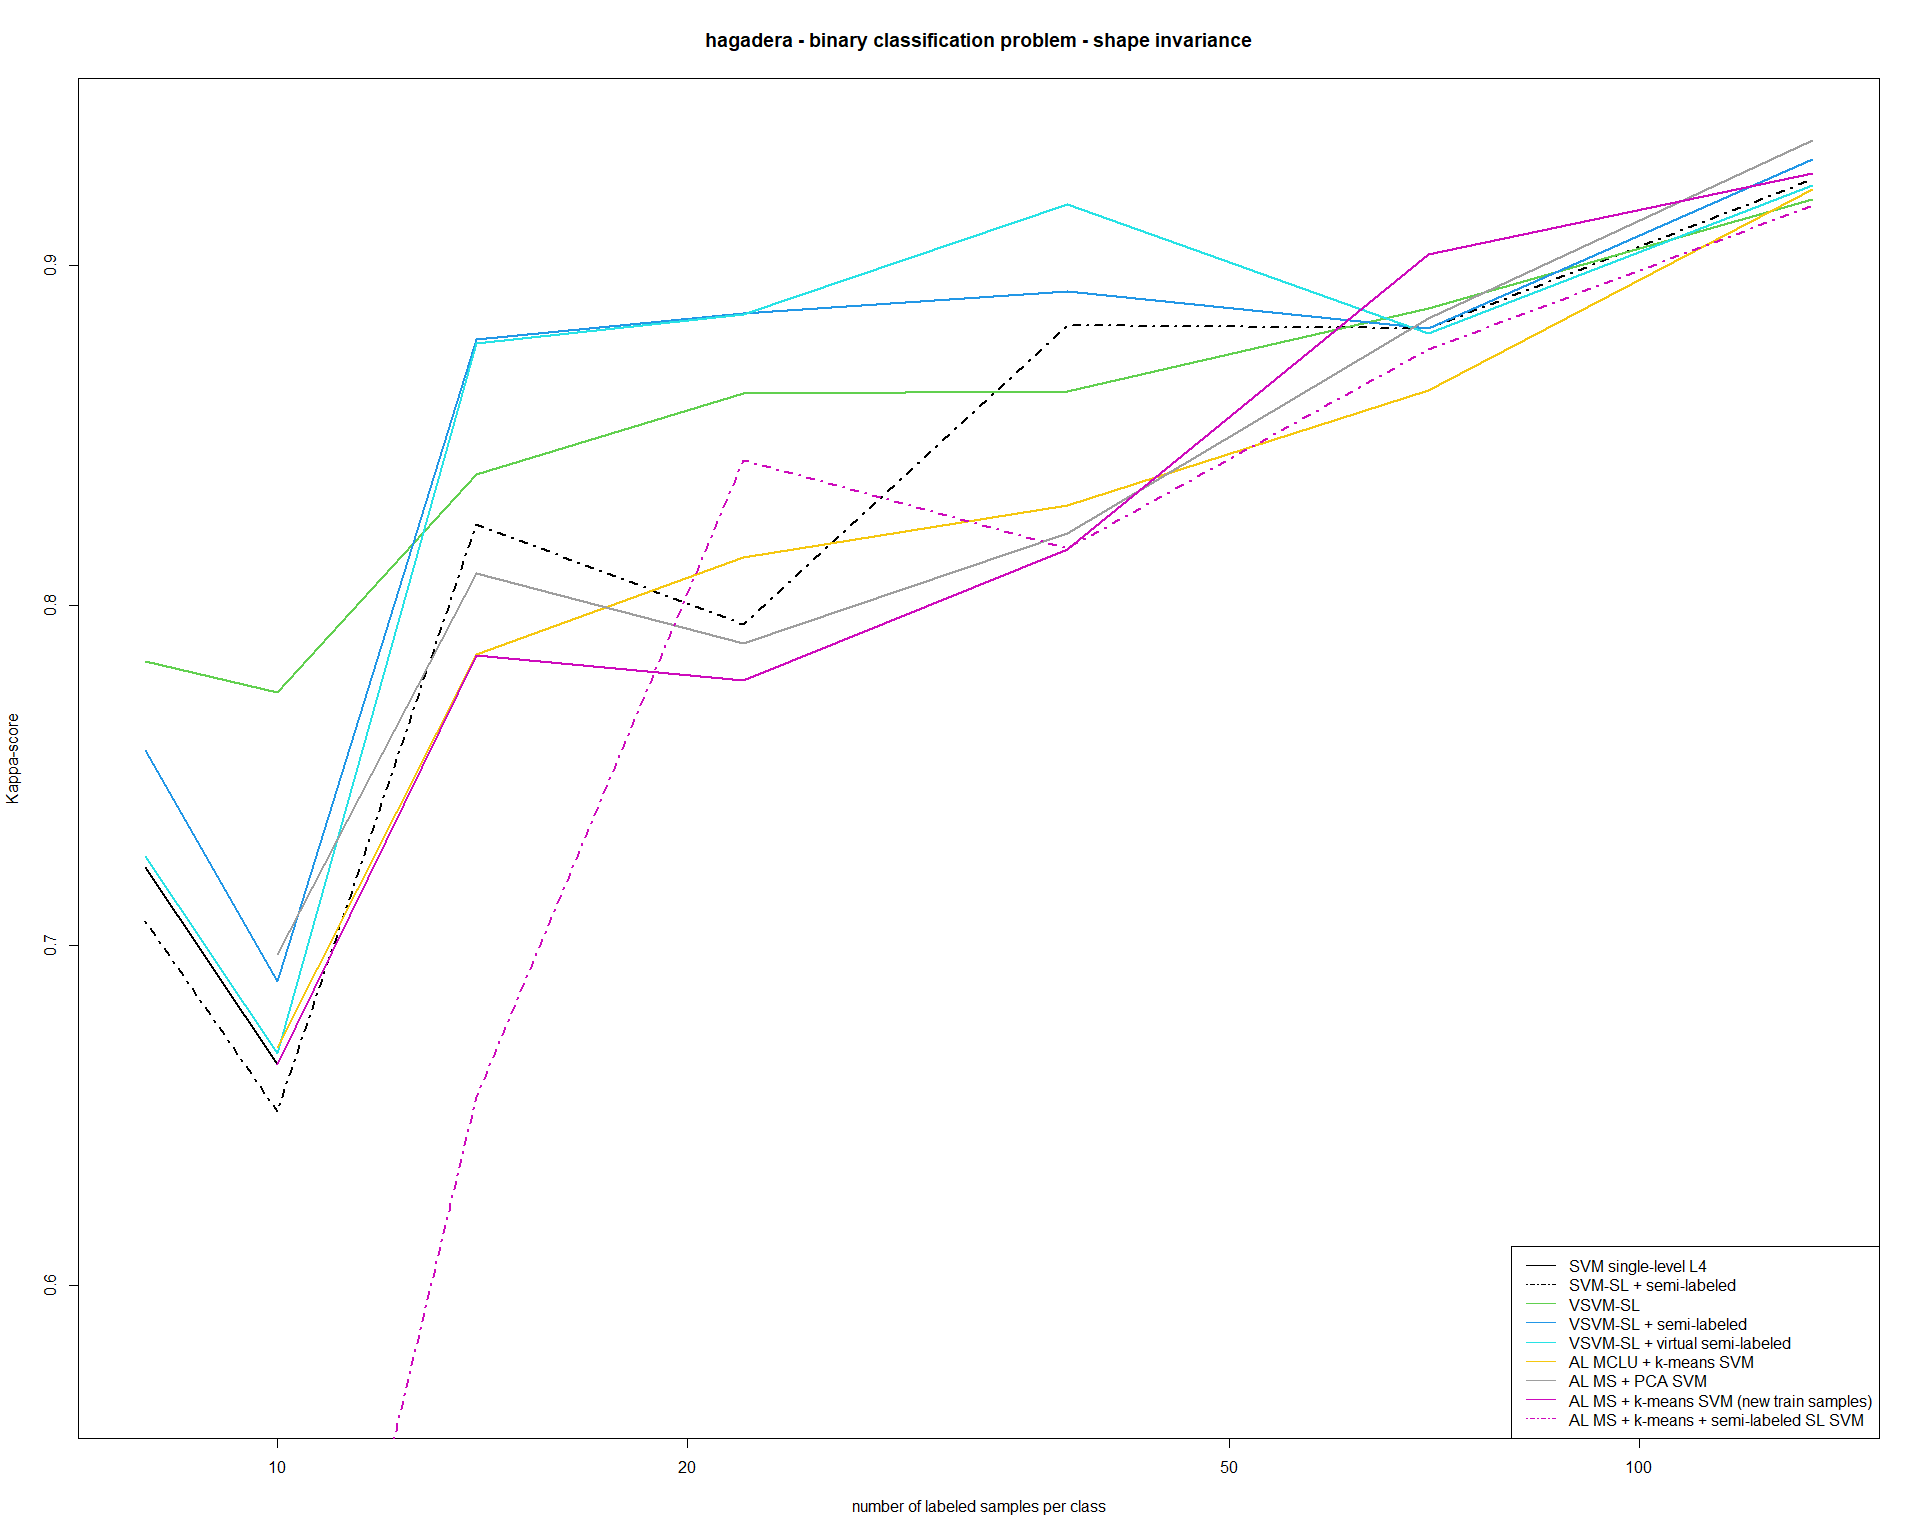 hagadera - binary classification problem - shape invariance
Kappa-score
0.9
0.8
0.7
0.6
10
20
50
100
number of labeled samples per class
SVM single-level L4
SVM-SL + semi-labeled
VSVM-SL
VSVM-SL + semi-labeled
VSVM-SL + virtual semi-labeled
AL MCLU + k-means SVM
AL MS + PCA SVM
AL MS + k-means SVM (new train samples)
AL MS + k-means + semi-labeled SL SVM